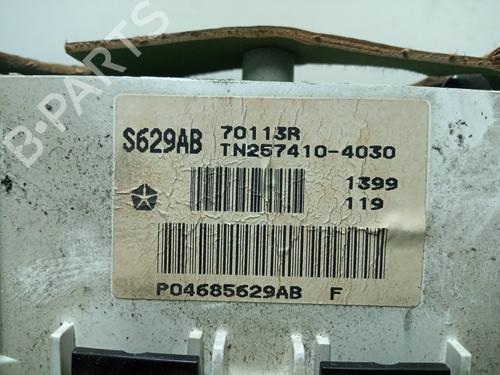 S629AB
70113R
TN257410-4030
1399
119
P04685629AB F
B-PARTS